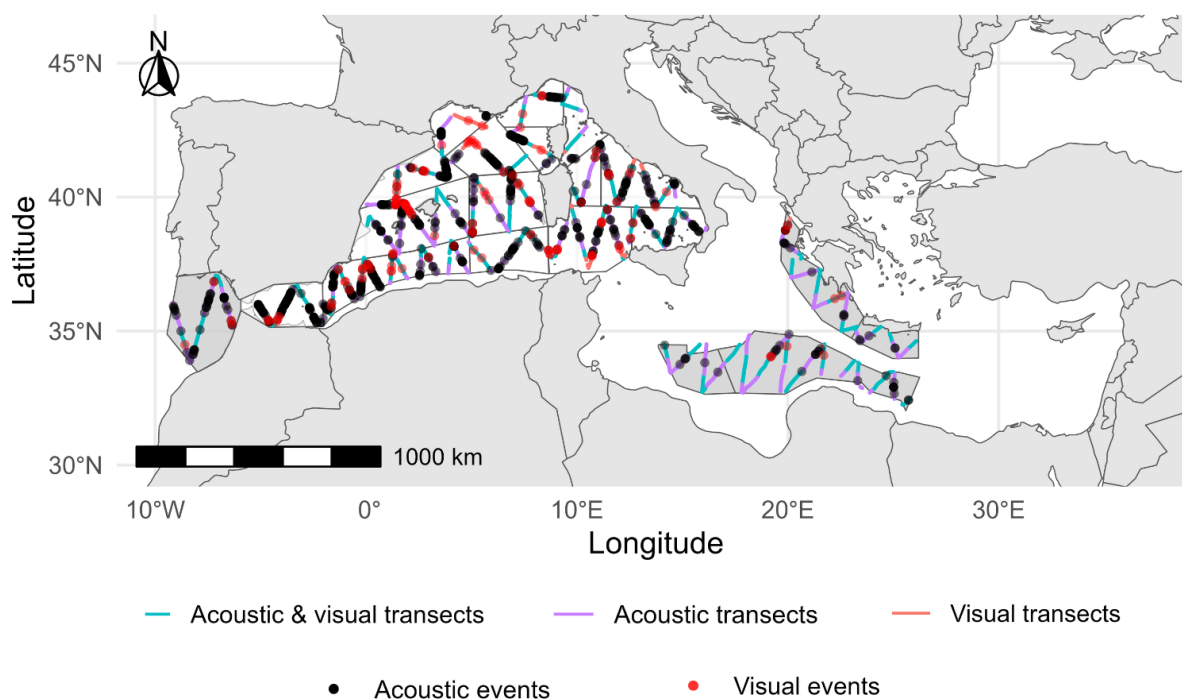 N
45°N
40°N
35°N
30°N
Latitude
1000 km
10°W 0° 10°E 20°E 30°E
Longitude
Acoustic & visual transects Acoustic transects Visual transects
Acoustic events Visual events